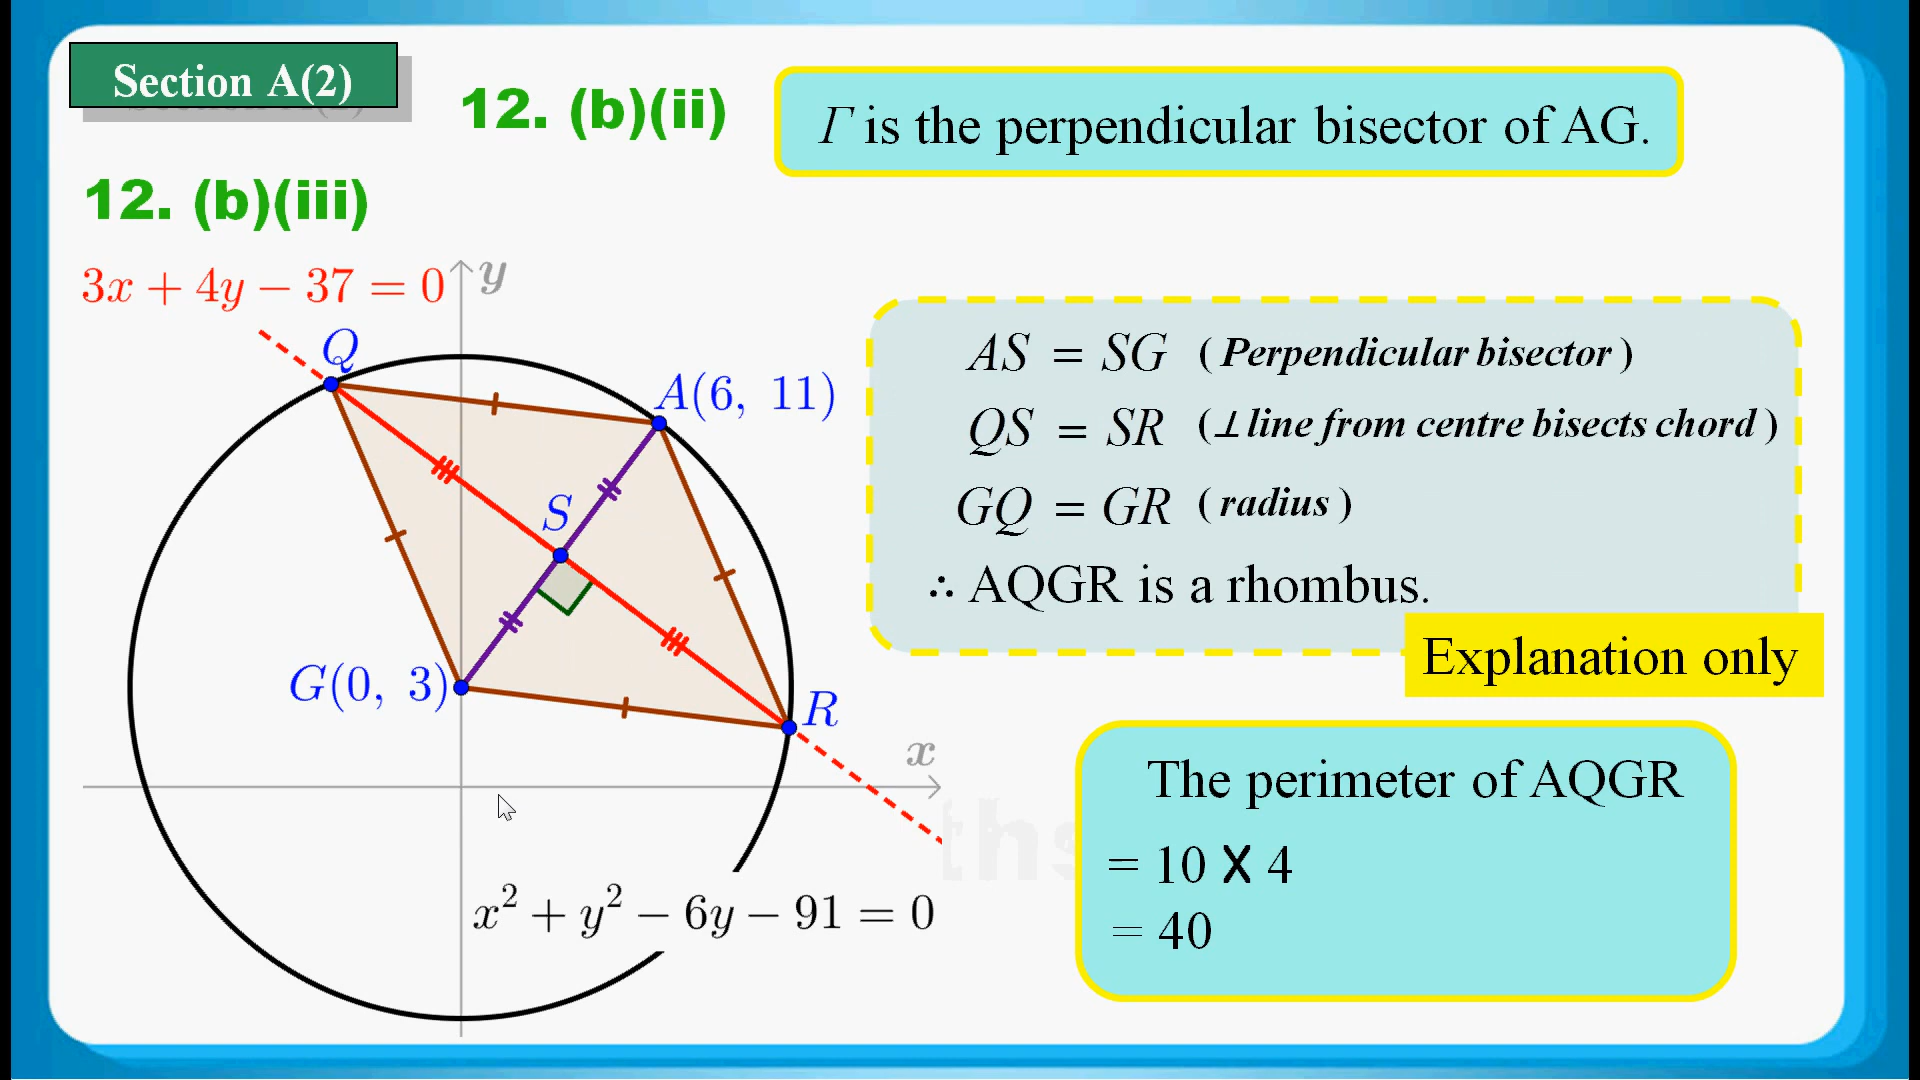 Section A(2)
12. (b)(ii)
Γ is the perpendicular bisector of AG.
12. (b)(iii)
3x + 4y − 37 = 0
y
Q
A(6, 11)
S
G(0, 3)
R
x
x² + y² − 6y − 91 = 0
AS = SG (Perpendicular bisector)
QS = SR (⊥ line from centre bisects chord)
GQ = GR (radius)
∴ AQGR is a rhombus.
Explanation only
The perimeter of AQGR
= 10 X 4
= 40